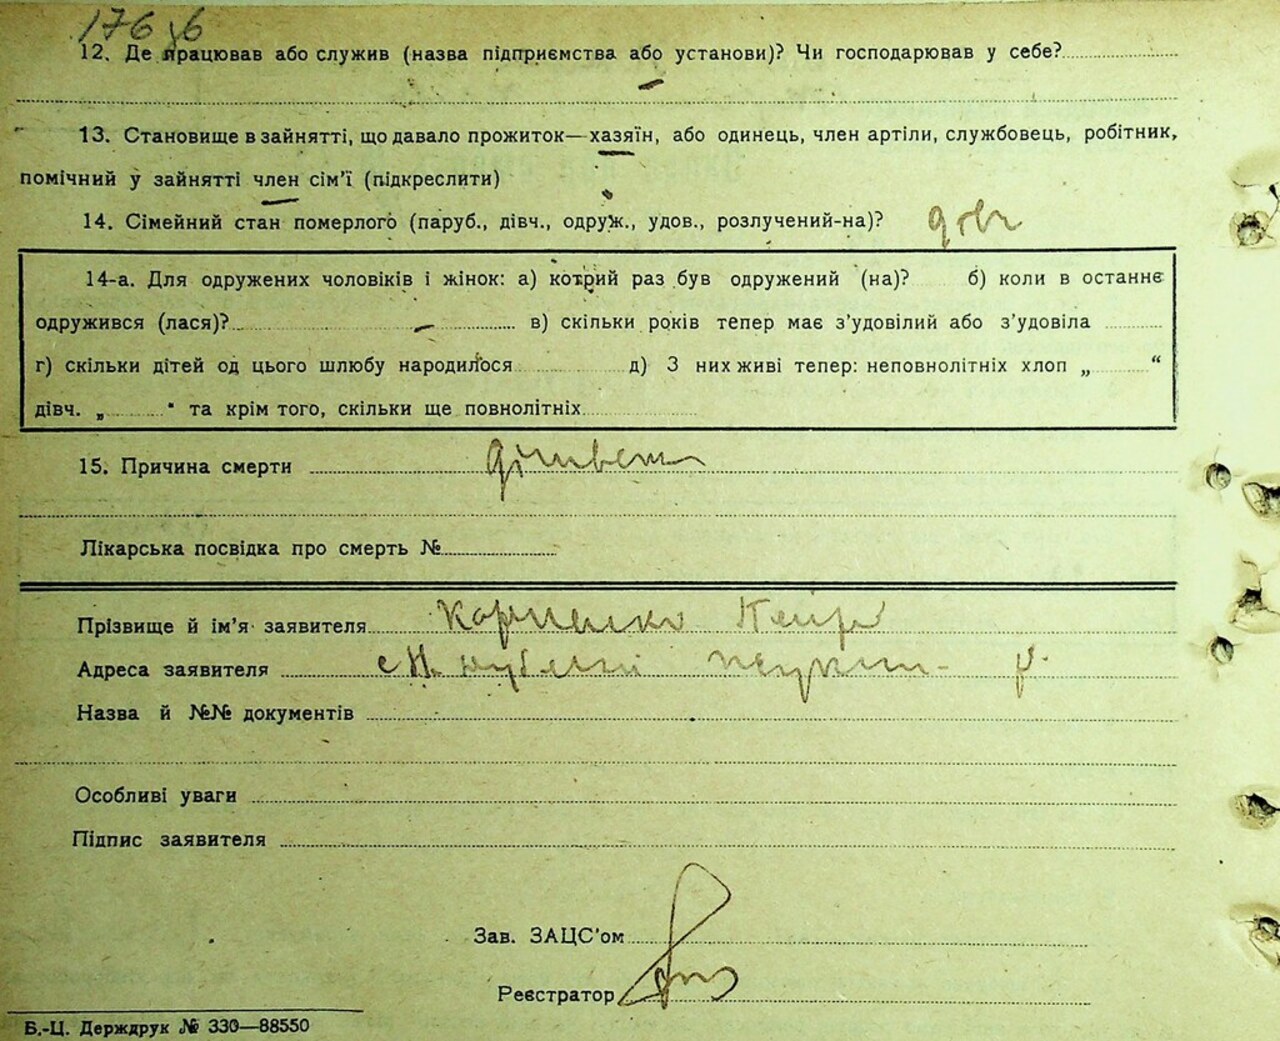 176
12. Де працював або служив (назва підприємства або установи)? Чи господарював у себе?
13. Становище в зайнятті, що давало прожиток—хазяїн, або одинець, член артіли, службовець, робітник,
помічний у зайнятті член сім'ї (підкреслити)
14. Сімейний стан померлого (паруб., дівч., одруж., удов., розлучений-на)?
14-а. Для одружених чоловіків і жінок: а) котрий раз був одружений (на)? б) коли в останнє
одружився (лася)? в) скільки років тепер має з'удовілий або з'удовіла
г) скільки дітей од цього шлюбу народилося д) З них живі тепер: неповнолітніх хлоп „ “
дівч. „ “ та крім того, скільки ще повнолітніх
15. Причина смерти
Лікарська посвідка про смерть №
Прізвище й ім'я заявителя
Адреса заявителя
Назва й №№ документів
Особливі уваги
Підпис заявителя
Зав. ЗАЦС'ом
Реєстратор
Б.-Ц. Держдрук № 330—88550